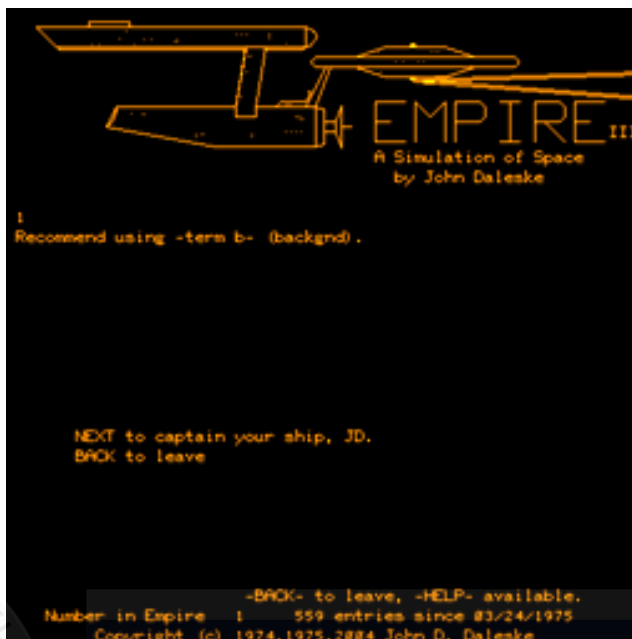 EMPIRE III
A Simulation of Space
by John Daleske
1
Recommend using -term b- (backgnd).
NEXT to captain your ship, JD.
BACK to leave
-BACK- to leave, -HELP- available.
Number in Empire 1 559 entries since 03/24/1975
Copyright (c) 1974,1975,2004 John D. Daleske